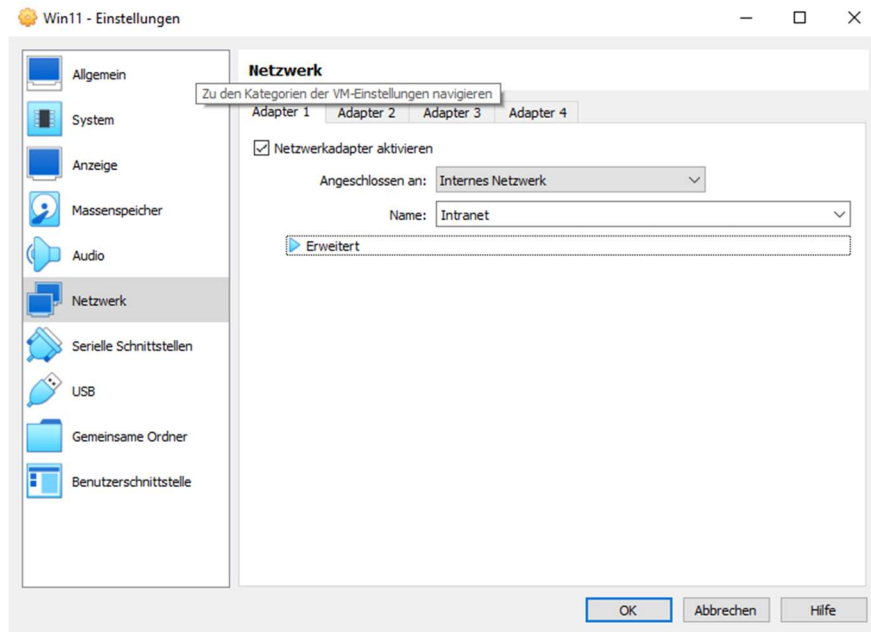 Win11 - Einstellungen
Allgemein
System
Anzeige
Massenspeicher
Audio
Netzwerk
Serielle Schnittstellen
USB
Gemeinsame Ordner
Benutzerschnittstelle
Netzwerk
Zu den Kategorien der VM-Einstellungen navigieren
Adapter 1 Adapter 2 Adapter 3 Adapter 4
Netzwerkadapter aktivieren
Angeschlossen an: Internes Netzwerk
Name: Intranet
Erweitert
OK Abbrechen Hilfe